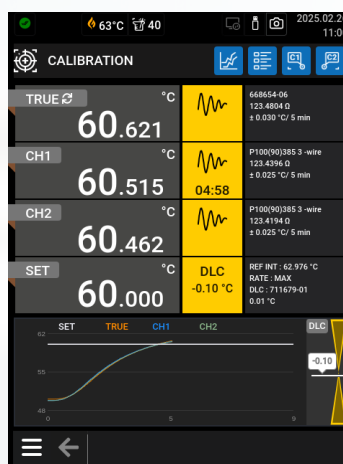 63°C 40 2025.02.2
11:0
CALIBRATION C1 C2
TRUE °C
60.621
668654-06
123.4804 Ω
± 0.030 °C/ 5 min
CH1 °C
60.515
04:58
P100(90)385 3 -wire
123.4396 Ω
± 0.025 °C/ 5 min
CH2 °C
60.462
P100(90)385 3 -wire
123.4194 Ω
± 0.025 °C/ 5 min
SET °C
60.000
DLC
-0.10 °C
REF INT : 62.976 °C
RATE : MAX
DLC : 711679-01
0.01 °C
SET TRUE CH1 CH2 DLC
62
-0.10
55
48
0 5 9